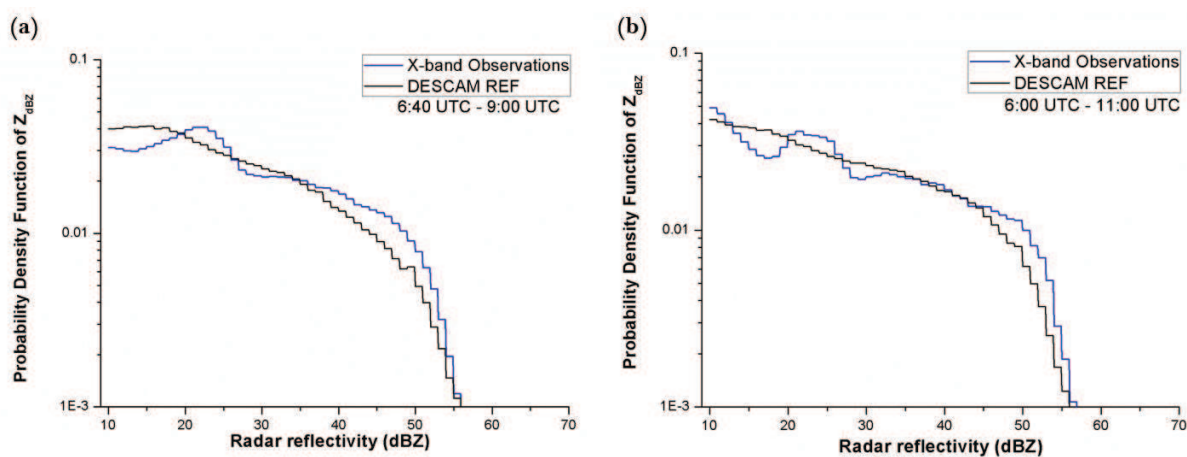 (a)
0.1
X-band Observations
DESCAM REF
6:40 UTC - 9:00 UTC
Probability Density Function of Z_dBZ
0.01
1E-3
10 20 30 40 50 60 70
Radar reflectivity (dBZ)
(b)
0.1
X-band Observations
DESCAM REF
6:00 UTC - 11:00 UTC
Probability Density Function of Z_dBZ
0.01
1E-3
10 20 30 40 50 60 70
Radar reflectivity (dBZ)